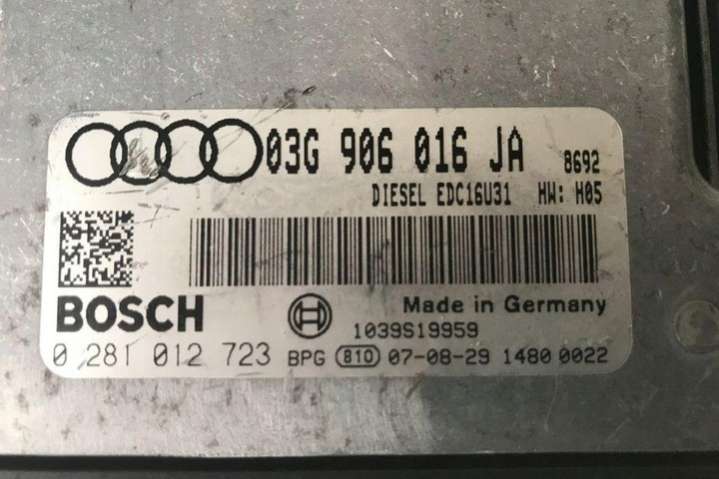 03G 906 016 JA 8692
DIESEL EDC16U31 HW: H05
BOSCH
Made in Germany
1039S19959
0 281 012 723 BPG 810 07-08-29 1480 0022